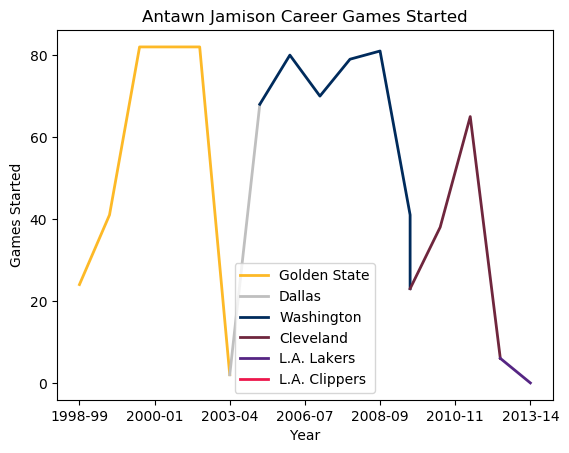 Antawn Jamison Career Games Started
Games Started
80
60
40
20
0
Golden State
Dallas
Washington
Cleveland
L.A. Lakers
L.A. Clippers
1998-99 2000-01 2003-04 2006-07 2008-09 2010-11 2013-14
Year